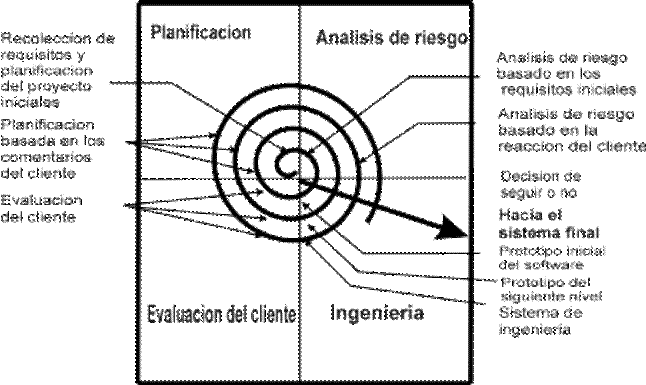 Planificacion
Analisis de riesgo
Recoleccion de
requisitos y
planificacion
del proyecto
iniciales
Planificacion
basada en los
comentarios
del cliente
Evaluacion
del cliente
Analisis de riesgo
basado en los
requisitos iniciales
Analisis de riesgo
basado en la
reaccion del cliente
Decision de
seguir o no
Hacia el
sistema final
Prototipo inicial
del software
Prototipo del
siguiente nivel
Sistema de
ingenieria
Evaluacion del cliente
Ingenieria